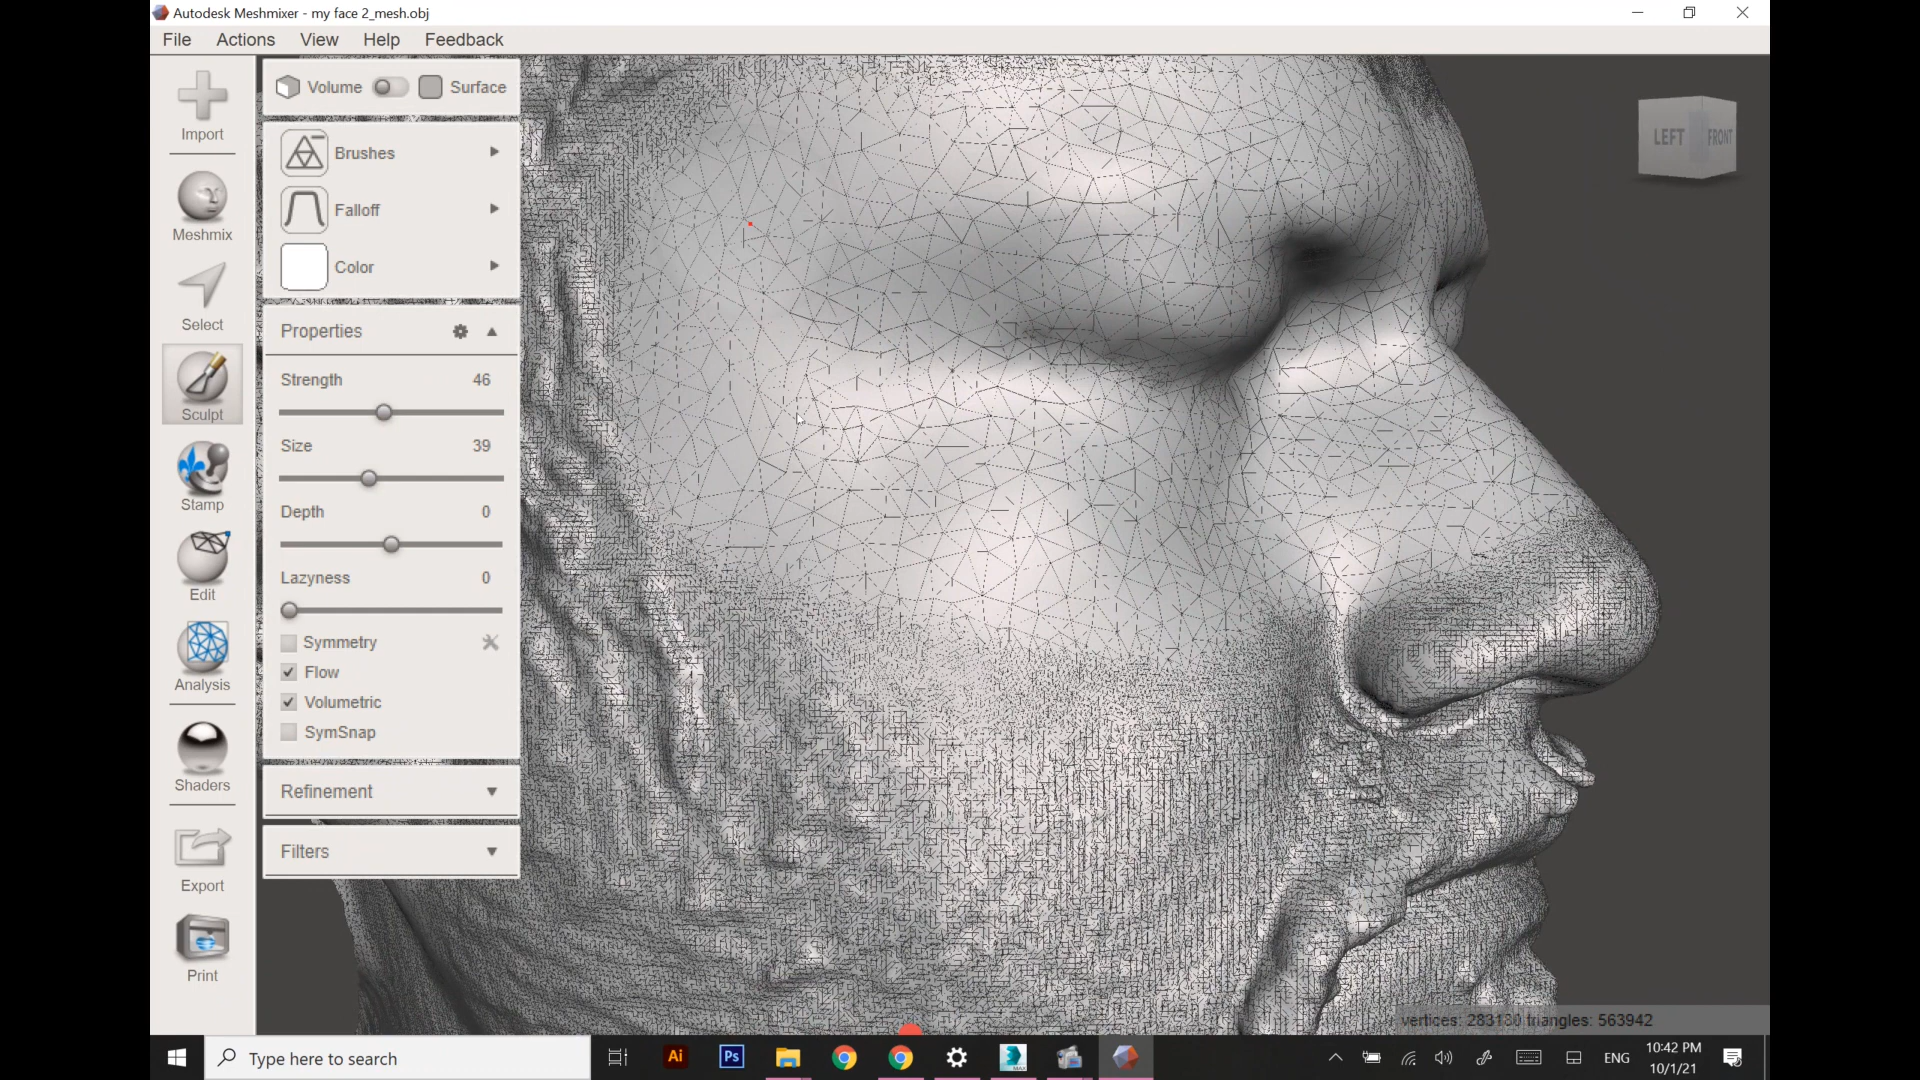 Autodesk Meshmixer - my face 2_mesh.obj
File Actions View Help Feedback
Import
Meshmix
Select
Sculpt
Stamp
Edit
Analysis
Shaders
Export
Print
Volume Surface
Brushes
Falloff
Color
Properties
Strength 46
Size 39
Depth 0
Lazyness 0
Symmetry
Flow
Volumetric
SymSnap
Refinement
Filters
LEFT FRONT
vertices: 283130 triangles: 563942
Type here to search
Ai
Ps
MAX
ENG
10:42 PM
10/1/21